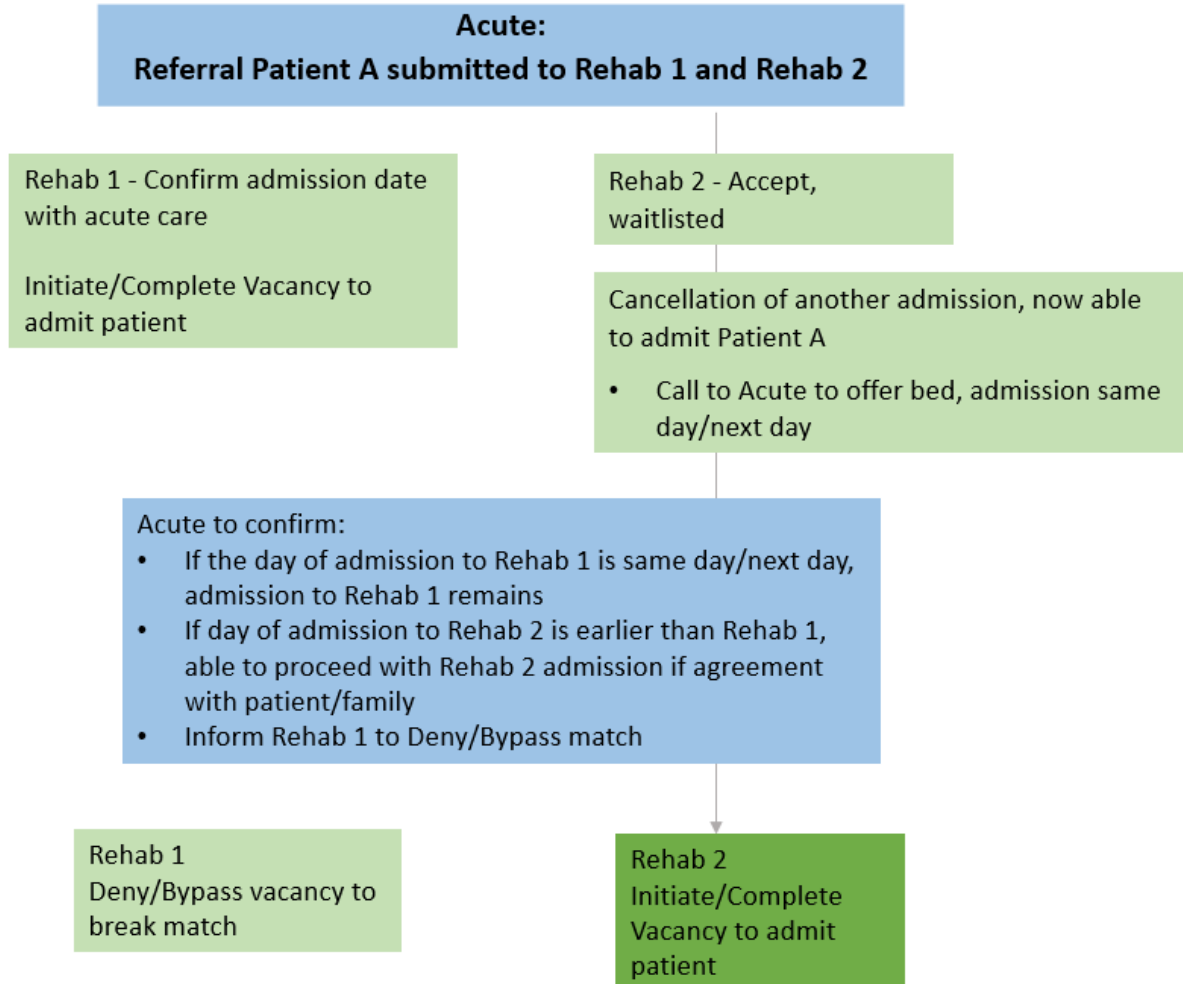 Acute:
Referral Patient A submitted to Rehab 1 and Rehab 2
Rehab 1 - Confirm admission date
with acute care
Initiate/Complete Vacancy to
admit patient
Rehab 2 - Accept,
waitlisted
Cancellation of another admission, now able
to admit Patient A
• Call to Acute to offer bed, admission same
day/next day
Acute to confirm:
• If the day of admission to Rehab 1 is same day/next day,
admission to Rehab 1 remains
• If day of admission to Rehab 2 is earlier than Rehab 1,
able to proceed with Rehab 2 admission if agreement
with patient/family
• Inform Rehab 1 to Deny/Bypass match
Rehab 1
Deny/Bypass vacancy to
break match
Rehab 2
Initiate/Complete
Vacancy to admit
patient